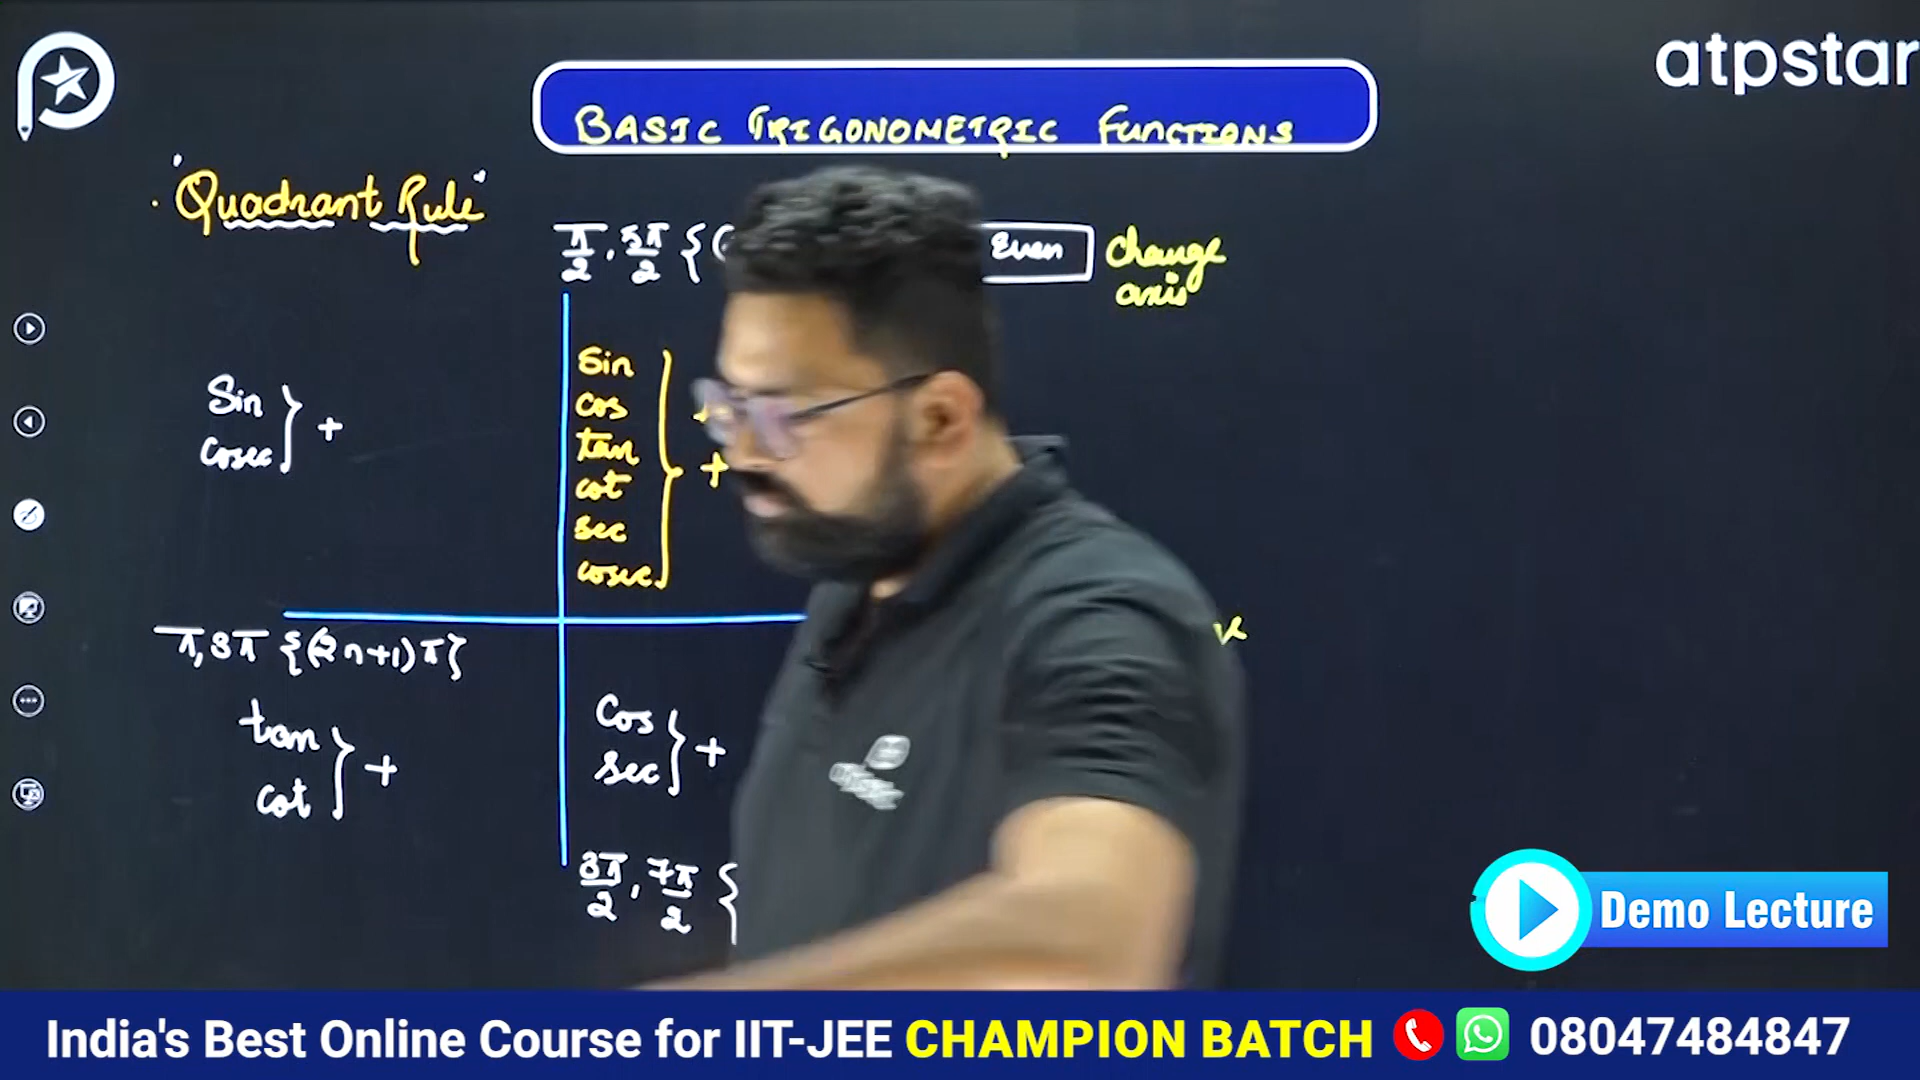 atpstar
BASIC TRIGONOMETRIC FUNCTIONS
"Quadrant Rule"
π/2, 5π/2 {(
Even
change
axis
Sin
cosec
} +
Sin
cos
tan
cot
sec
cosec
} +
π, 3π {(2n+1)π}
tan
cot
} +
Cos
sec
} +
3π/2, 7π/2 {
Demo Lecture
India's Best Online Course for IIT-JEE CHAMPION BATCH 08047484847